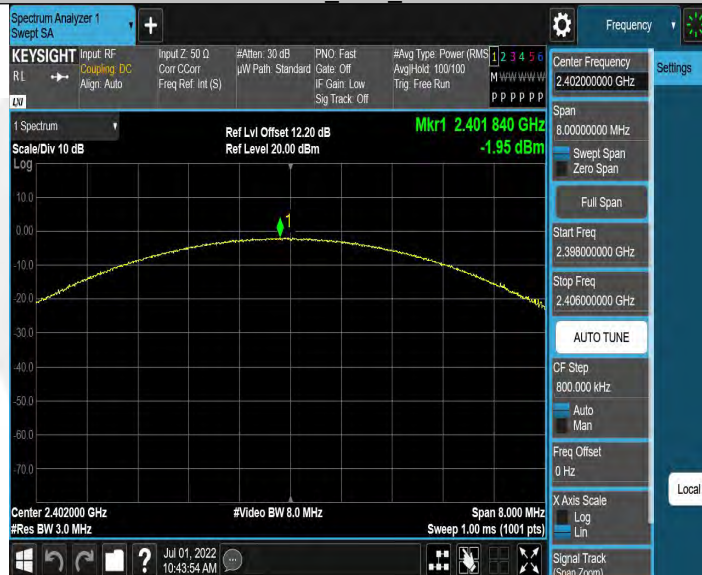 Spectrum Analyzer 1
Swept SA
+
Frequency
KEYSIGHT
RL
LXI
Input: RF
Coupling: DC
Align: Auto
Input Z: 50 Ω
Corr CCorr
Freq Ref: Int (S)
#Atten: 30 dB
µW Path: Standard
PNO: Fast
Gate: Off
IF Gain: Low
Sig Track: Off
#Avg Type: Power (RMS
Avg|Hold: 100/100
Trig: Free Run
1 2 3 4 5 6
M W W W W W
P P P P P P
Center Frequency
2.402000000 GHz
Settings
Span
8.00000000 MHz
Swept Span
Zero Span
Full Span
Start Freq
2.398000000 GHz
Stop Freq
2.406000000 GHz
AUTO TUNE
CF Step
800.000 kHz
Auto
Man
Freq Offset
0 Hz
X Axis Scale
Log
Lin
Local
Signal Track
(Span Zoom)
1 Spectrum
Scale/Div 10 dB
Ref Lvl Offset 12.20 dB
Ref Level 20.00 dBm
Mkr1 2.401 840 GHz
-1.95 dBm
Log
10.0
0.00
-10.0
-20.0
-30.0
-40.0
-50.0
-60.0
-70.0
1
Center 2.402000 GHz
#Res BW 3.0 MHz
#Video BW 8.0 MHz
Span 8.000 MHz
Sweep 1.00 ms (1001 pts)
?
Jul 01, 2022
10:43:54 AM